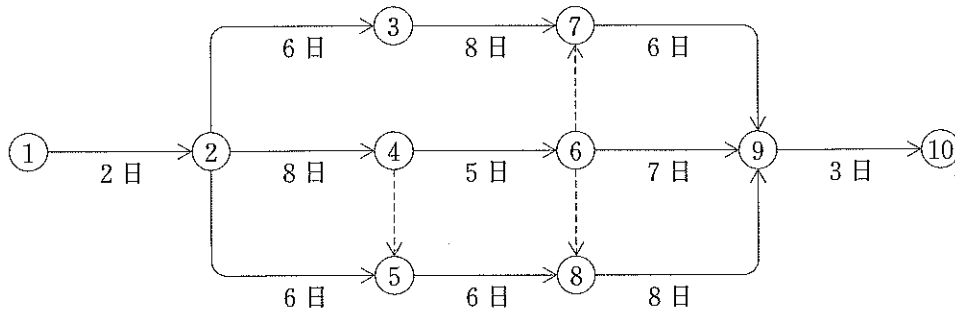 ③ ⑦
6日 8日 6日
① ② ④ ⑥ ⑨ ⑩
2日 8日 5日 7日 3日
⑤ ⑧
6日 6日 8日